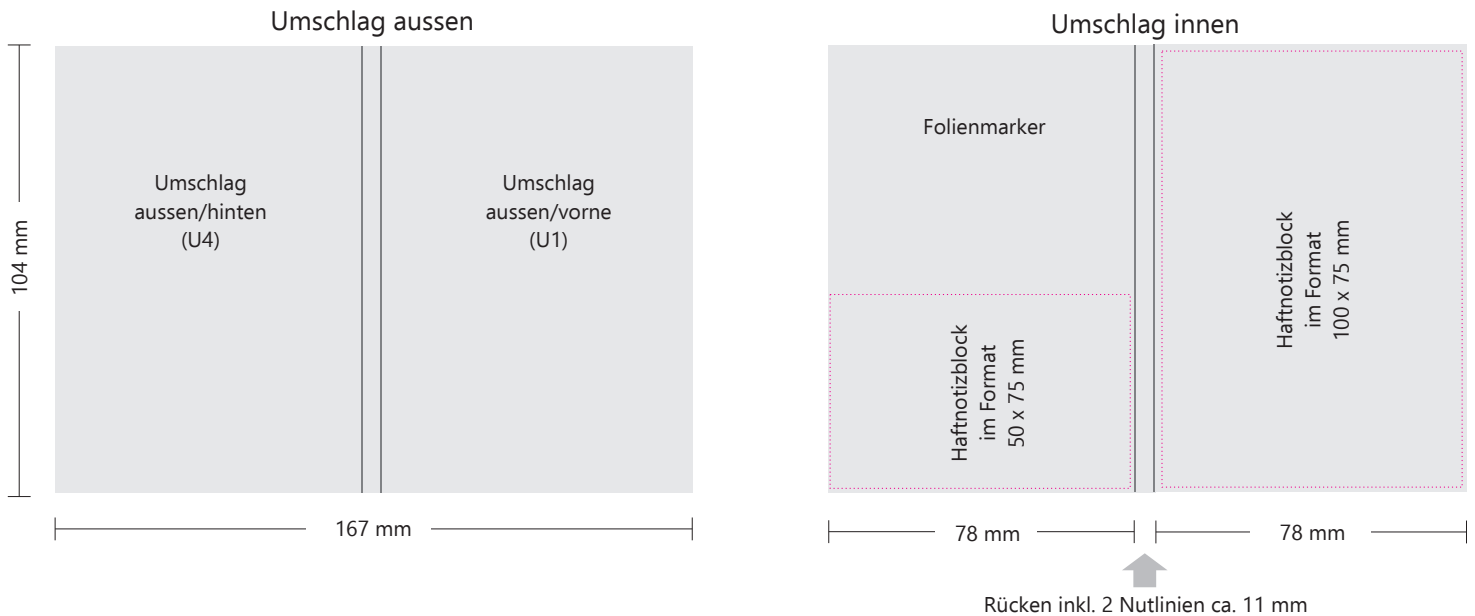 Umschlag aussen
Umschlag
aussen/hinten
(U4)
Umschlag
aussen/vorne
(U1)
104 mm
167 mm
Umschlag innen
Folienmarker
Haftnotizblock
im Format
50 x 75 mm
Haftnotizblock
im Format
100 x 75 mm
78 mm
78 mm
Rücken inkl. 2 Nutlinien ca. 11 mm